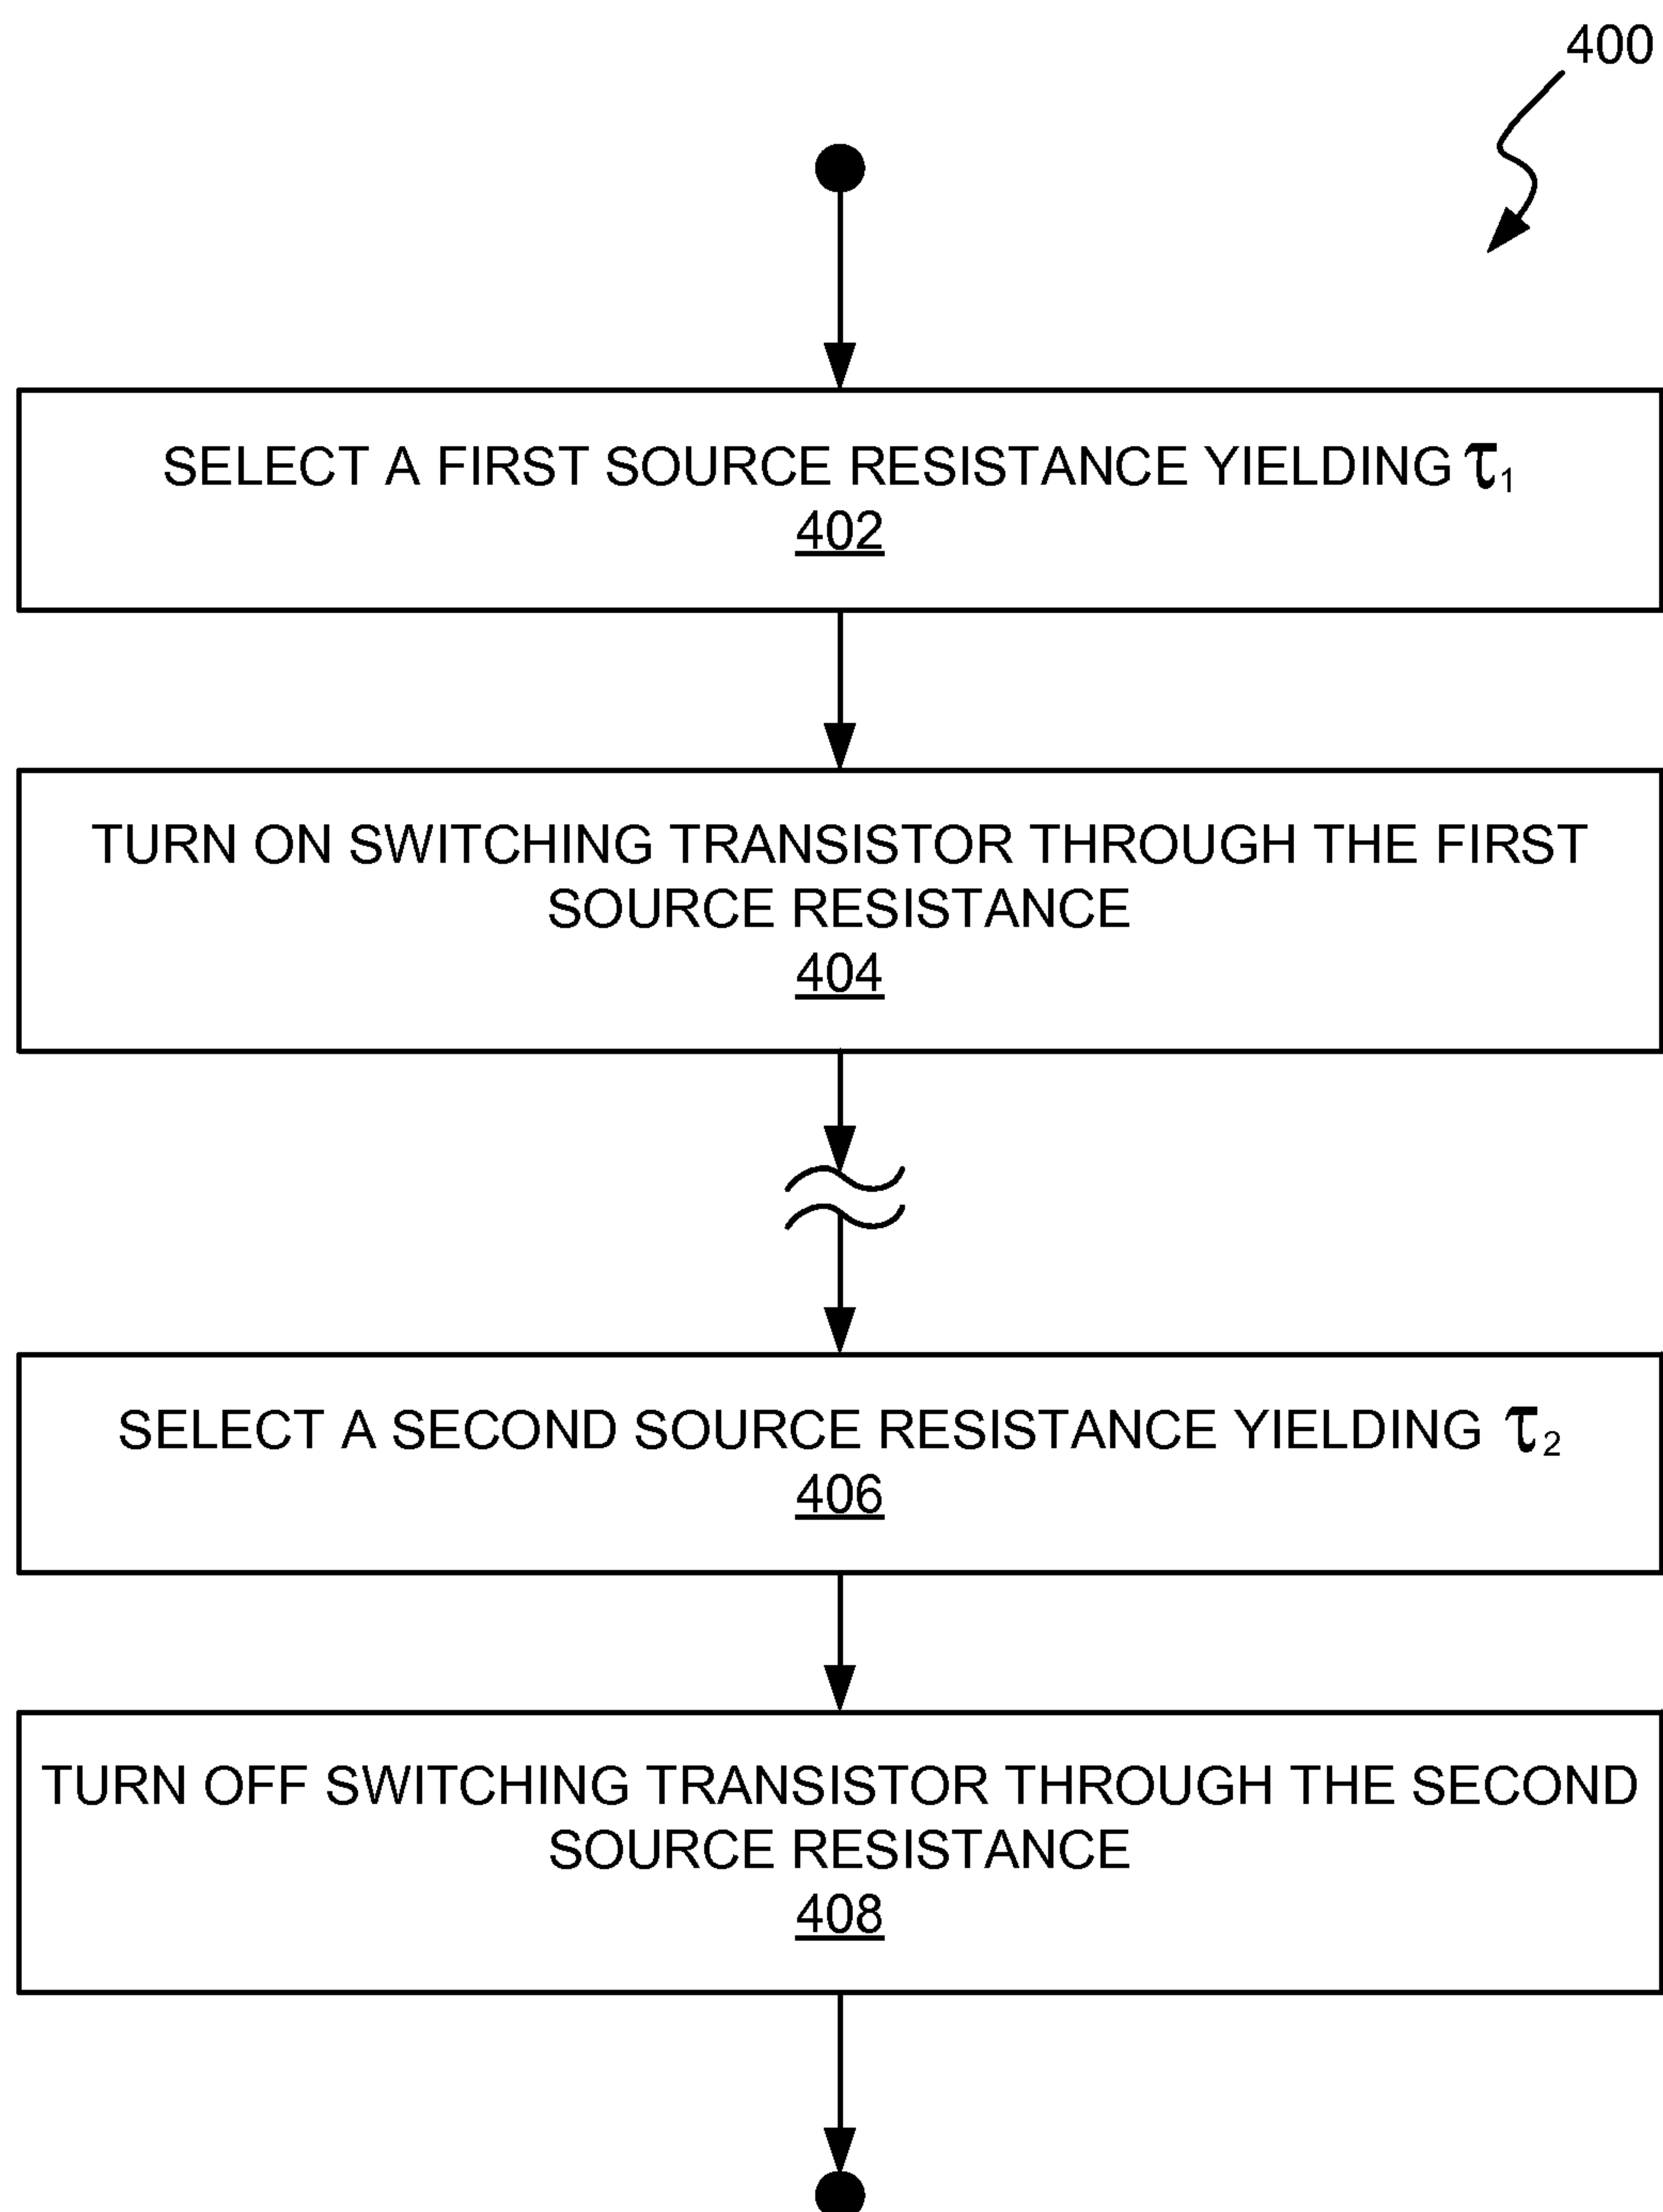 400
SELECT A FIRST SOURCE RESISTANCE YIELDING τ₁
402
TURN ON SWITCHING TRANSISTOR THROUGH THE FIRST
SOURCE RESISTANCE
404
SELECT A SECOND SOURCE RESISTANCE YIELDING τ₂
406
TURN OFF SWITCHING TRANSISTOR THROUGH THE SECOND
SOURCE RESISTANCE
408